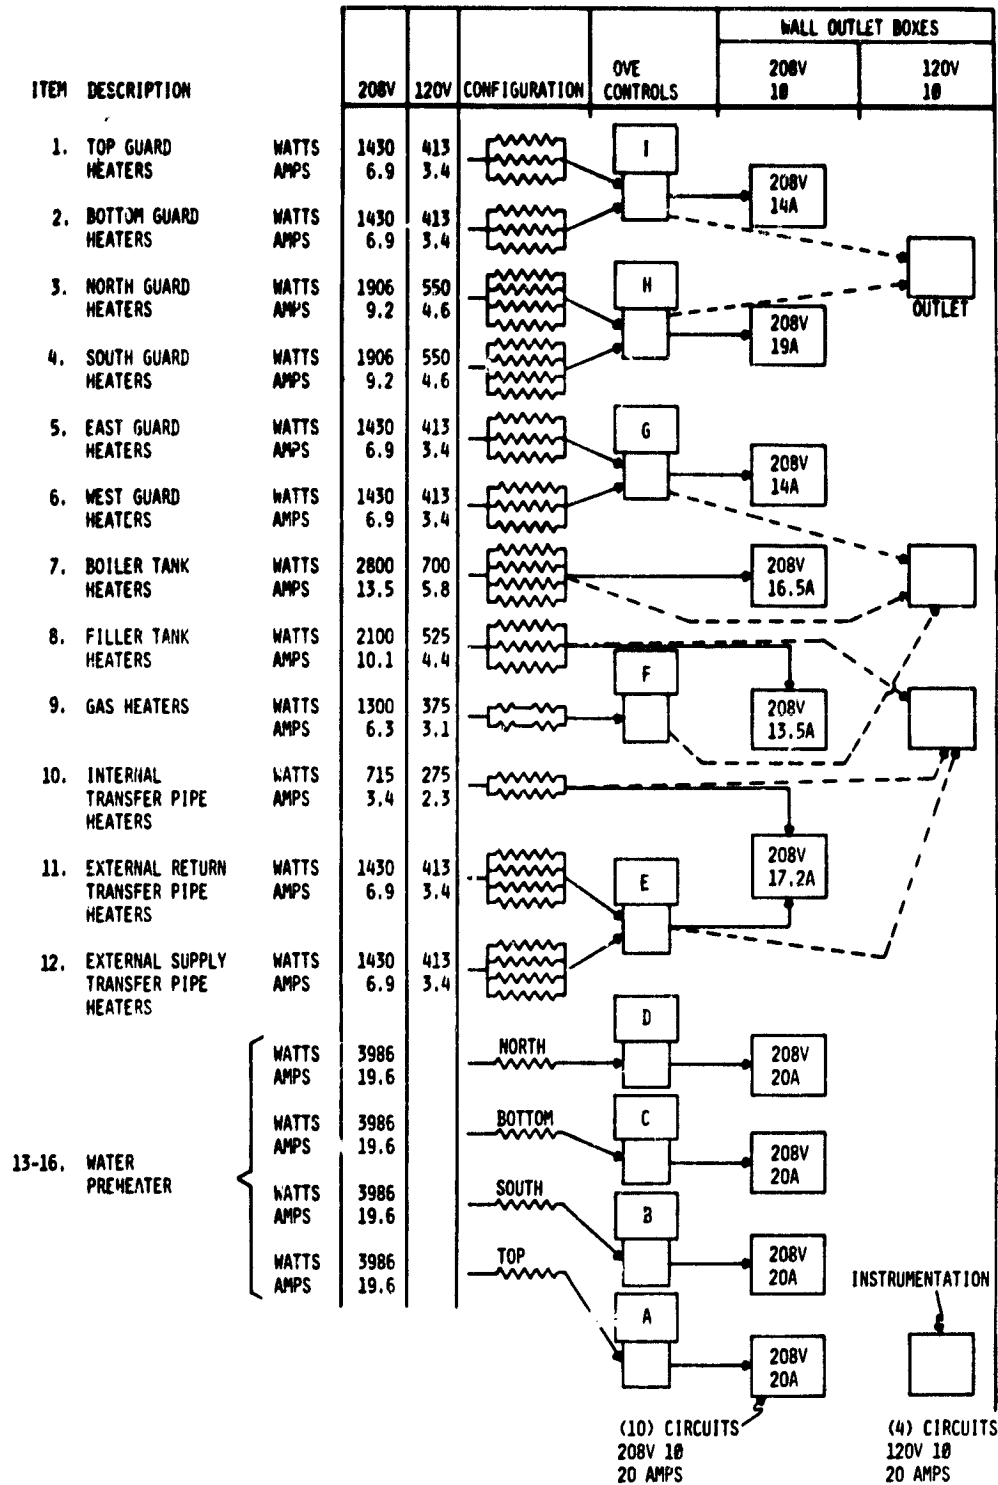 WALL OUTLET BOXES
ITEM DESCRIPTION 208V 120V CONFIGURATION OVE CONTROLS 208V 10 120V 10
1. TOP GUARD WATTS 1430 413 I
HEATERS AMPS 6.9 3.4 208V
14A
2. BOTTOM GUARD WATTS 1430 413
HEATERS AMPS 6.9 3.4
3. NORTH GUARD WATTS 1906 550 H
HEATERS AMPS 9.2 4.6 OUTLET
208V
19A
4. SOUTH GUARD WATTS 1906 550
HEATERS AMPS 9.2 4.6
5. EAST GUARD WATTS 1430 413 G
HEATERS AMPS 6.9 3.4 208V
14A
6. WEST GUARD WATTS 1430 413
HEATERS AMPS 6.9 3.4
7. BOILER TANK WATTS 2800 700 208V
HEATERS AMPS 13.5 5.8 16.5A
8. FILLER TANK WATTS 2100 525
HEATERS AMPS 10.1 4.4
F
9. GAS HEATERS WATTS 1300 375 208V
AMPS 6.3 3.1 13.5A
10. INTERNAL WATTS 715 275
TRANSFER PIPE AMPS 3.4 2.3
HEATERS
208V
17.2A
11. EXTERNAL RETURN WATTS 1430 413 E
TRANSFER PIPE AMPS 6.9 3.4
HEATERS
12. EXTERNAL SUPPLY WATTS 1430 413
TRANSFER PIPE AMPS 6.9 3.4
HEATERS
D
WATTS 3986 NORTH 208V
AMPS 19.6 20A
WATTS 3986 BOTTOM C
AMPS 19.6 208V
20A
13-16. WATER
PREHEATER
WATTS 3986 SOUTH B
AMPS 19.6
WATTS 3986 TOP 208V
AMPS 19.6 20A
INSTRUMENTATION
A
208V
20A
(10) CIRCUITS
208V 10
20 AMPS
(4) CIRCUITS
120V 10
20 AMPS